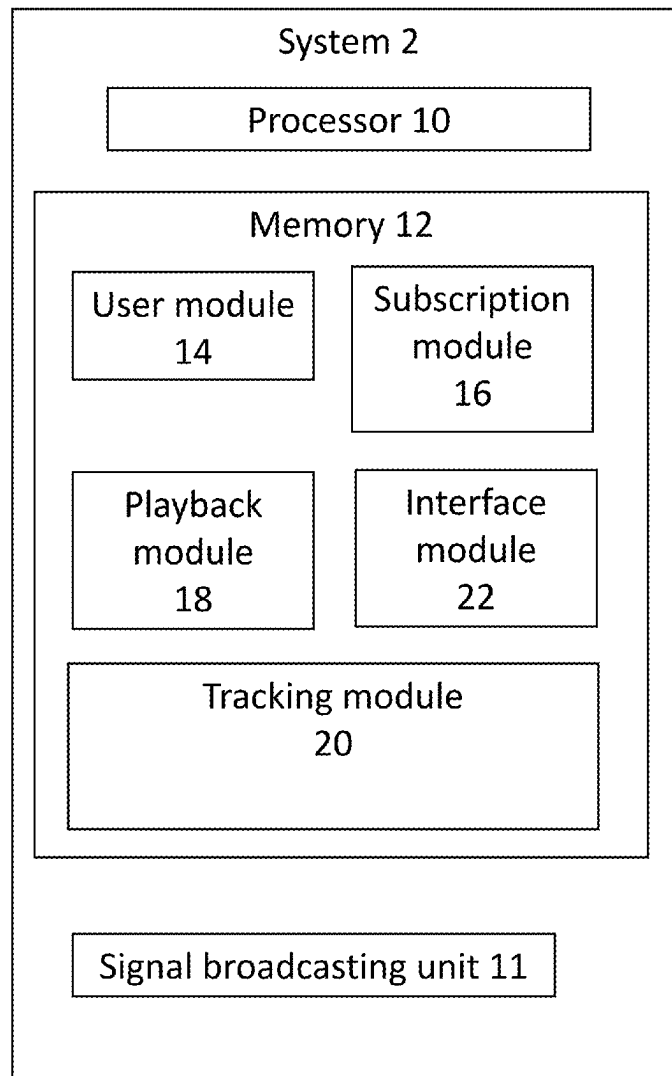 System 2
Processor 10
Memory 12
User module
14
Subscription
module
16
Playback
module
18
Interface
module
22
Tracking module
20
Signal broadcasting unit 11